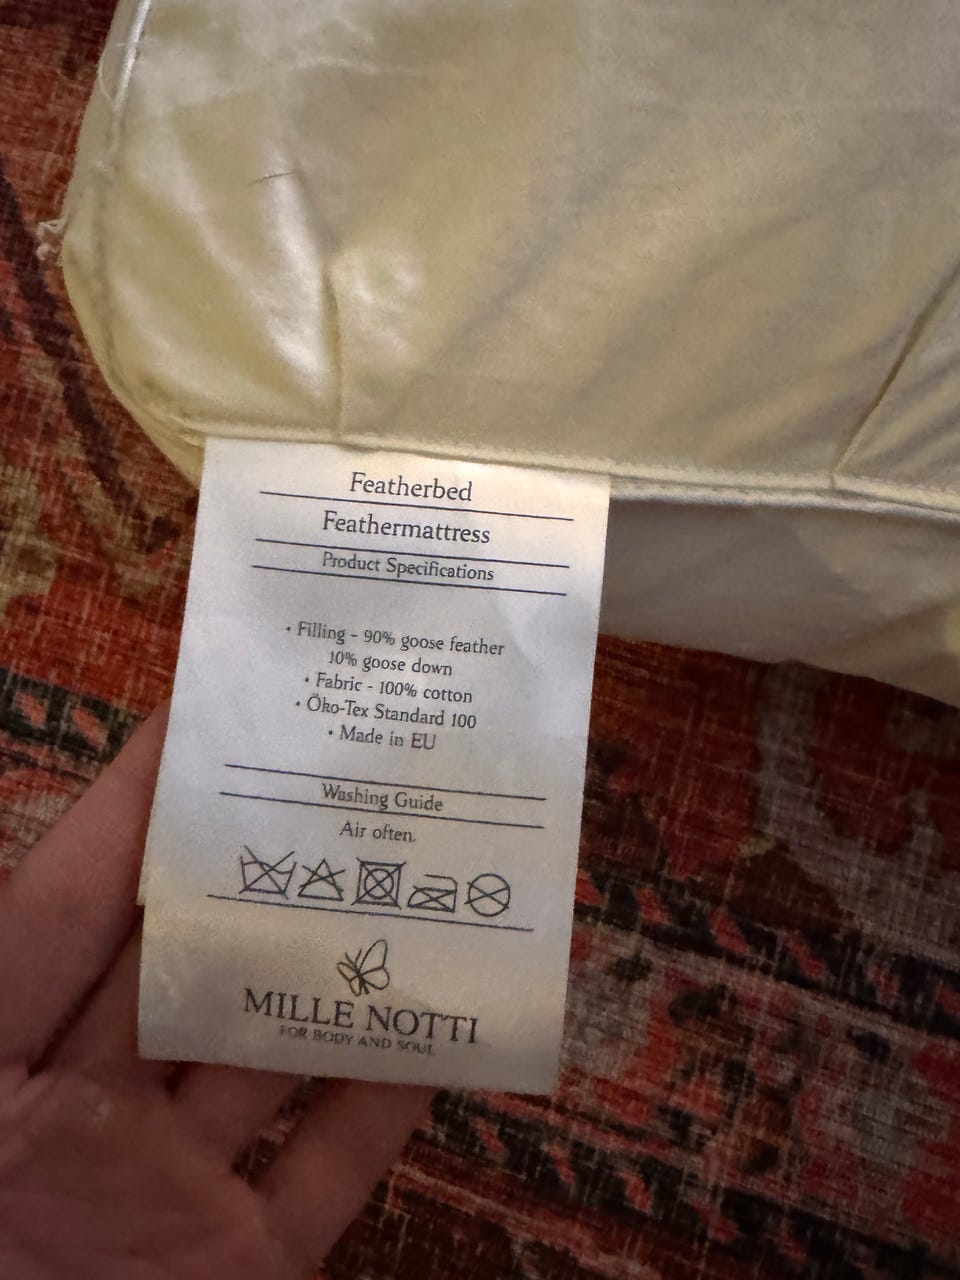 Featherbed
Feathermattress
Product Specifications
• Filling - 90% goose feather
10% goose down
• Fabric - 100% cotton
• Öko-Tex Standard 100
• Made in EU
Washing Guide
Air often.
MILLE NOTTI
FOR BODY AND SOUL